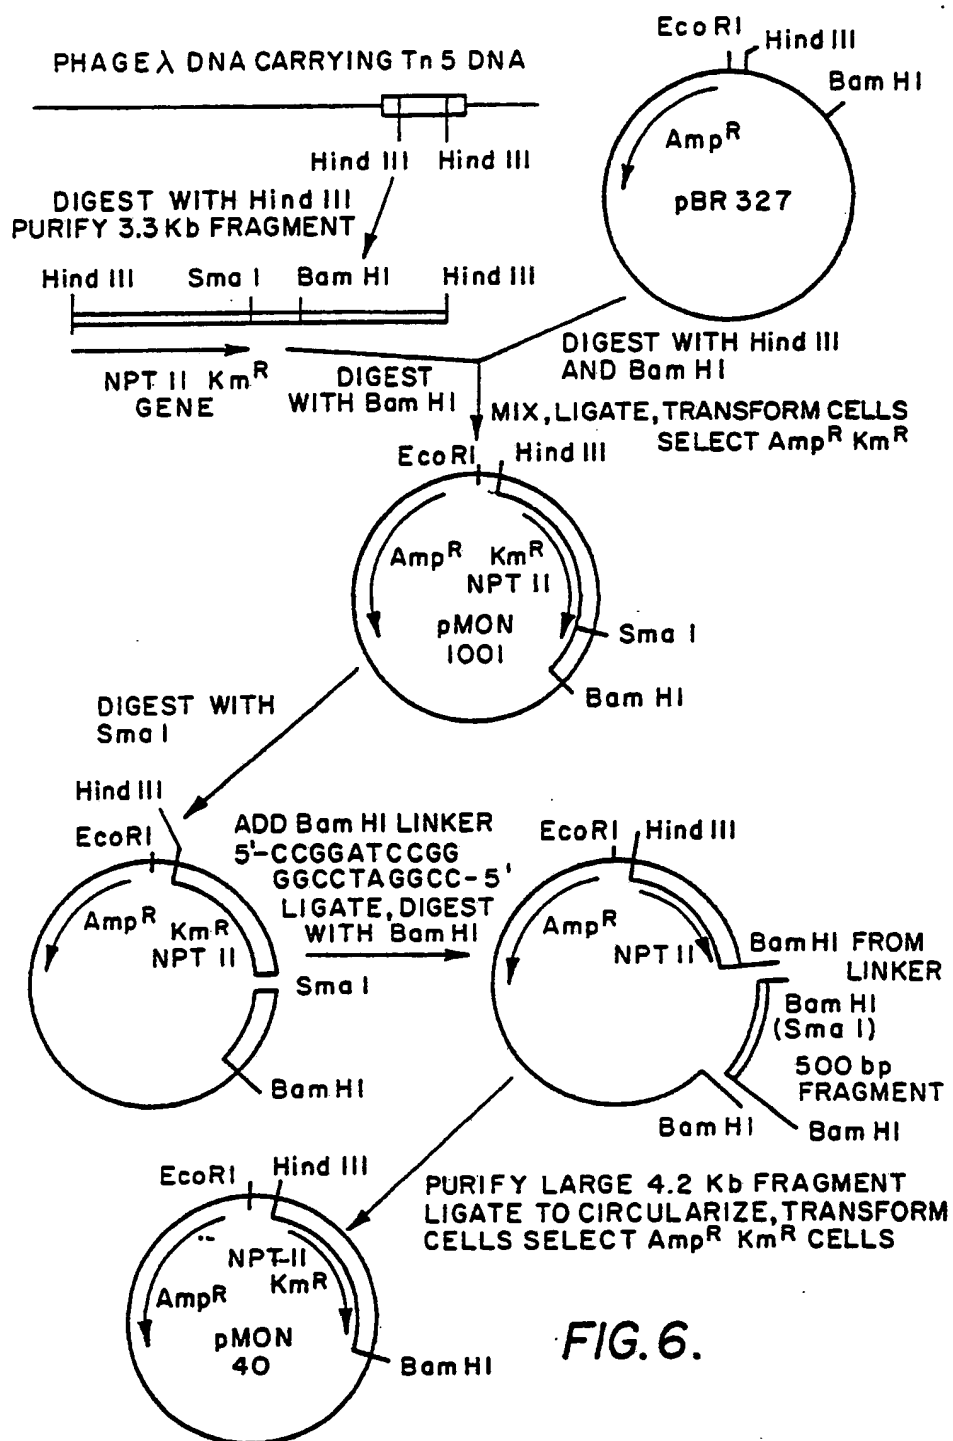 PHAGE λ DNA CARRYING Tn 5 DNA
Hind III Hind III
EcoRI
Hind III
Bam HI
AmpR
pBR 327
DIGEST WITH Hind III
PURIFY 3.3 Kb FRAGMENT
Hind III Sma I Bam HI Hind III
NPT II KmR
GENE
DIGEST
WITH Bam HI
DIGEST WITH Hind III
AND Bam HI
MIX, LIGATE, TRANSFORM CELLS
SELECT AmpR KmR
EcoRI Hind III
AmpR KmR
NPT II
pMON
1001
Sma I
Bam HI
DIGEST WITH
Sma I
Hind III
EcoRI
AmpR
KmR
NPT II
Sma I
Bam HI
ADD Bam HI LINKER
5'-CCGGATCCGG
GGCCTAGGCC-5'
LIGATE, DIGEST
WITH BamHI
EcoRI Hind III
AmpR
NPT II
BamHI FROM
LINKER
Bam HI
(Sma I)
500 bp
FRAGMENT
Bam HI
Bam HI
PURIFY LARGE 4.2 Kb FRAGMENT
LIGATE TO CIRCULARIZE, TRANSFORM
CELLS SELECT AmpR KmR CELLS
EcoRI Hind III
NPT-II
KmR
AmpR
pMON
40
Bam HI
FIG. 6.